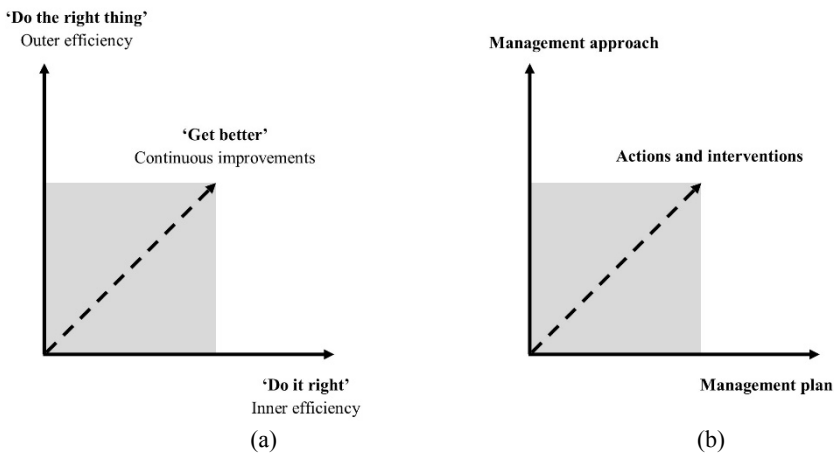 ‘Do the right thing’
Outer efficiency
‘Get better’
Continuous improvements
‘Do it right’
Inner efficiency
(a)
Management approach
Actions and interventions
Management plan
(b)